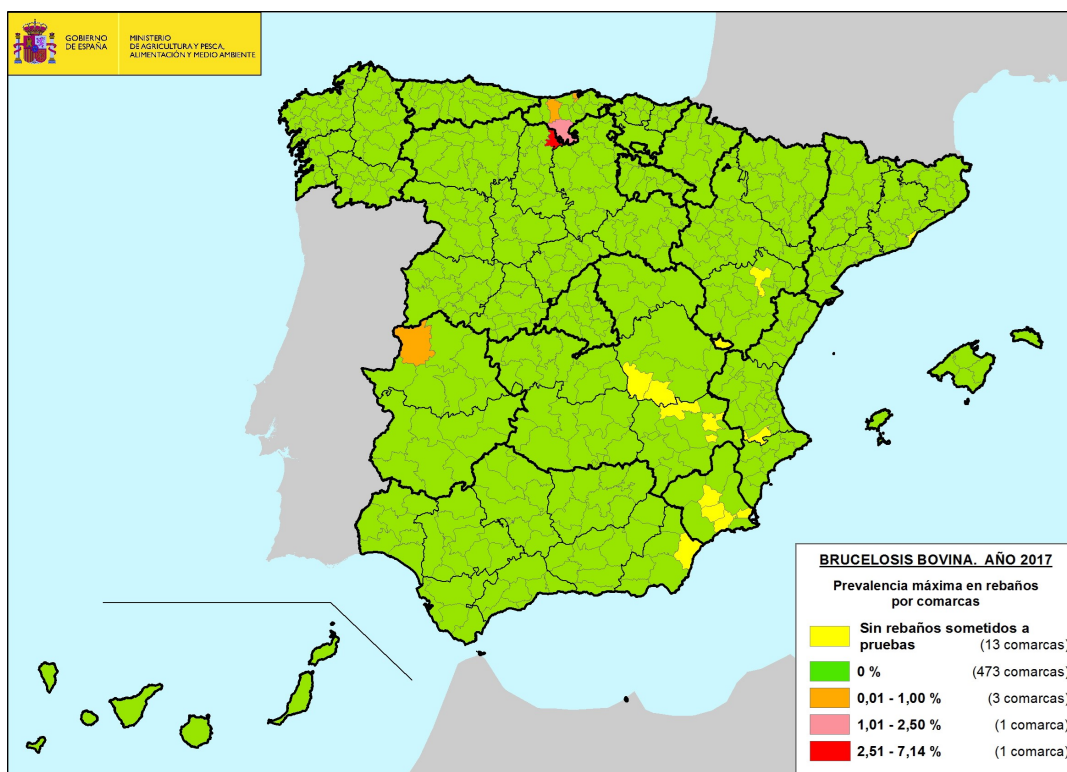 GOBIERNO
DE ESPAÑA
MINISTERIO
DE AGRICULTURA Y PESCA,
ALIMENTACIÓN Y MEDIO AMBIENTE
BRUCELOSIS BOVINA. AÑO 2017
Prevalencia máxima en rebaños
por comarcas
Sin rebaños sometidos a
pruebas (13 comarcas)
0 % (473 comarcas)
0,01 - 1,00 % (3 comarcas)
1,01 - 2,50 % (1 comarca)
2,51 - 7,14 % (1 comarca)